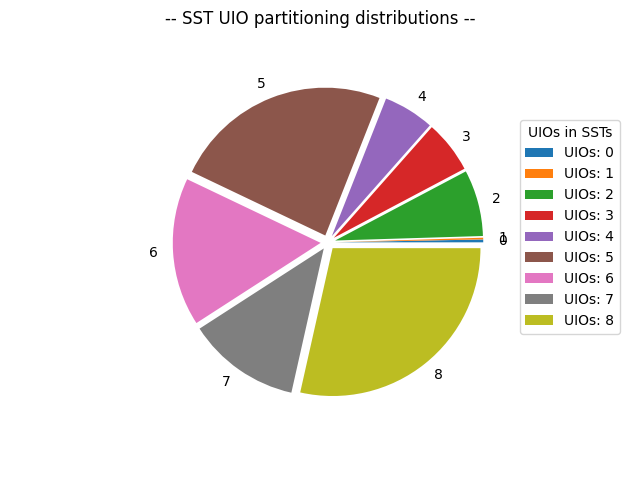 -- SST UIO partitioning distributions --
5
4
3
2
1
0
6
7
8
UIOs in SSTs
UIOs: 0
UIOs: 1
UIOs: 2
UIOs: 3
UIOs: 4
UIOs: 5
UIOs: 6
UIOs: 7
UIOs: 8